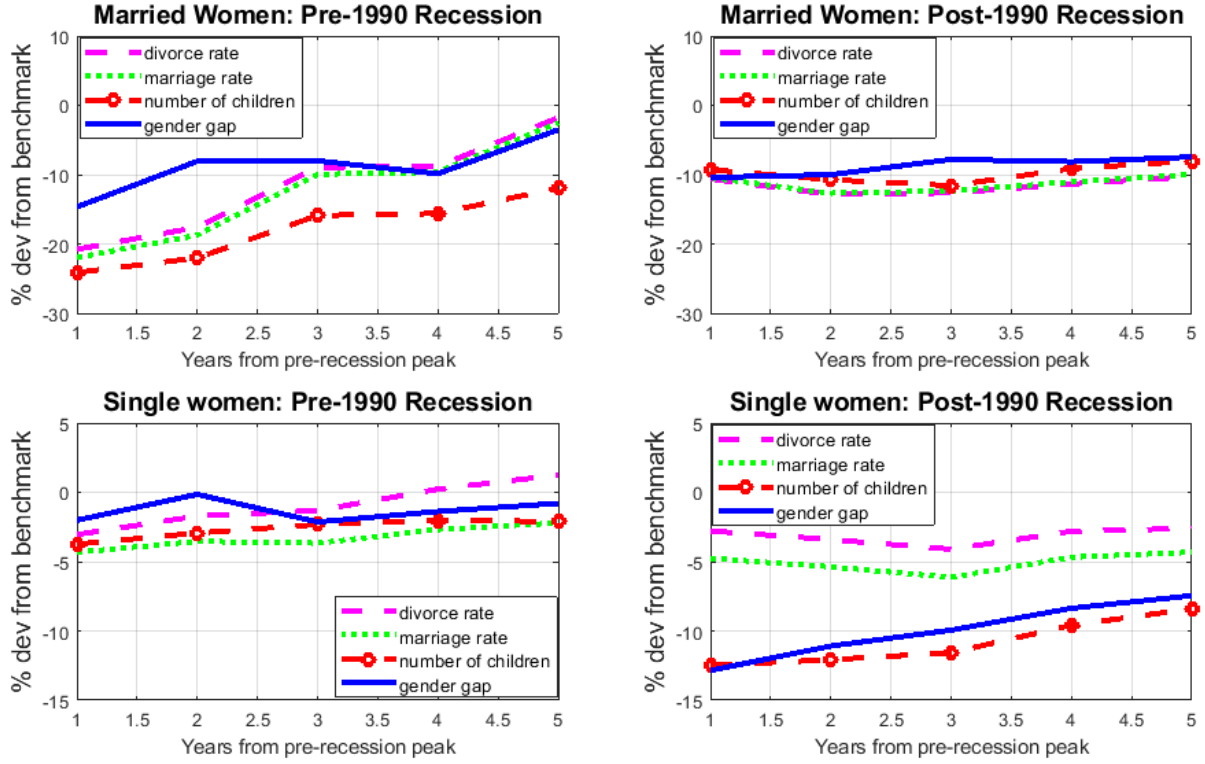 Married Women: Pre-1990 Recession
% dev from benchmark
10
0
-10
-20
-30
divorce rate
marriage rate
number of children
gender gap
1 1.5 2 2.5 3 3.5 4 4.5 5
Years from pre-recession peak
Married Women: Post-1990 Recession
% dev from benchmark
10
0
-10
-20
-30
divorce rate
marriage rate
number of children
gender gap
1 1.5 2 2.5 3 3.5 4 4.5 5
Years from pre-recession peak
Single women: Pre-1990 Recession
% dev from benchmark
5
0
-5
-10
-15
divorce rate
marriage rate
number of children
gender gap
1 1.5 2 2.5 3 3.5 4 4.5 5
Years from pre-recession peak
Single women: Post-1990 Recession
% dev from benchmark
5
0
-5
-10
-15
divorce rate
marriage rate
number of children
gender gap
1 1.5 2 2.5 3 3.5 4 4.5 5
Years from pre-recession peak